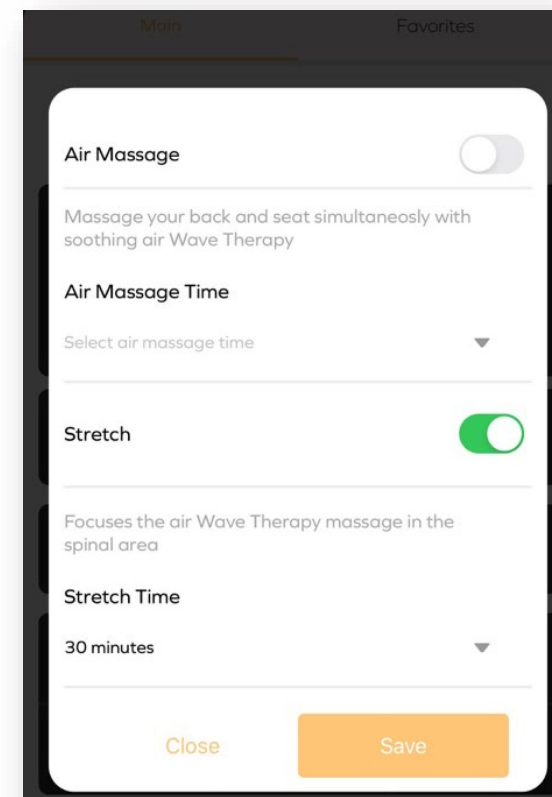 Main
Favorites
Air Massage
Massage your back and seat simultaneosly with
soothing air Wave Therapy
Air Massage Time
Select air massage time
Stretch
Focuses the air Wave Therapy massage in the
spinal area
Stretch Time
30 minutes
Close
Save